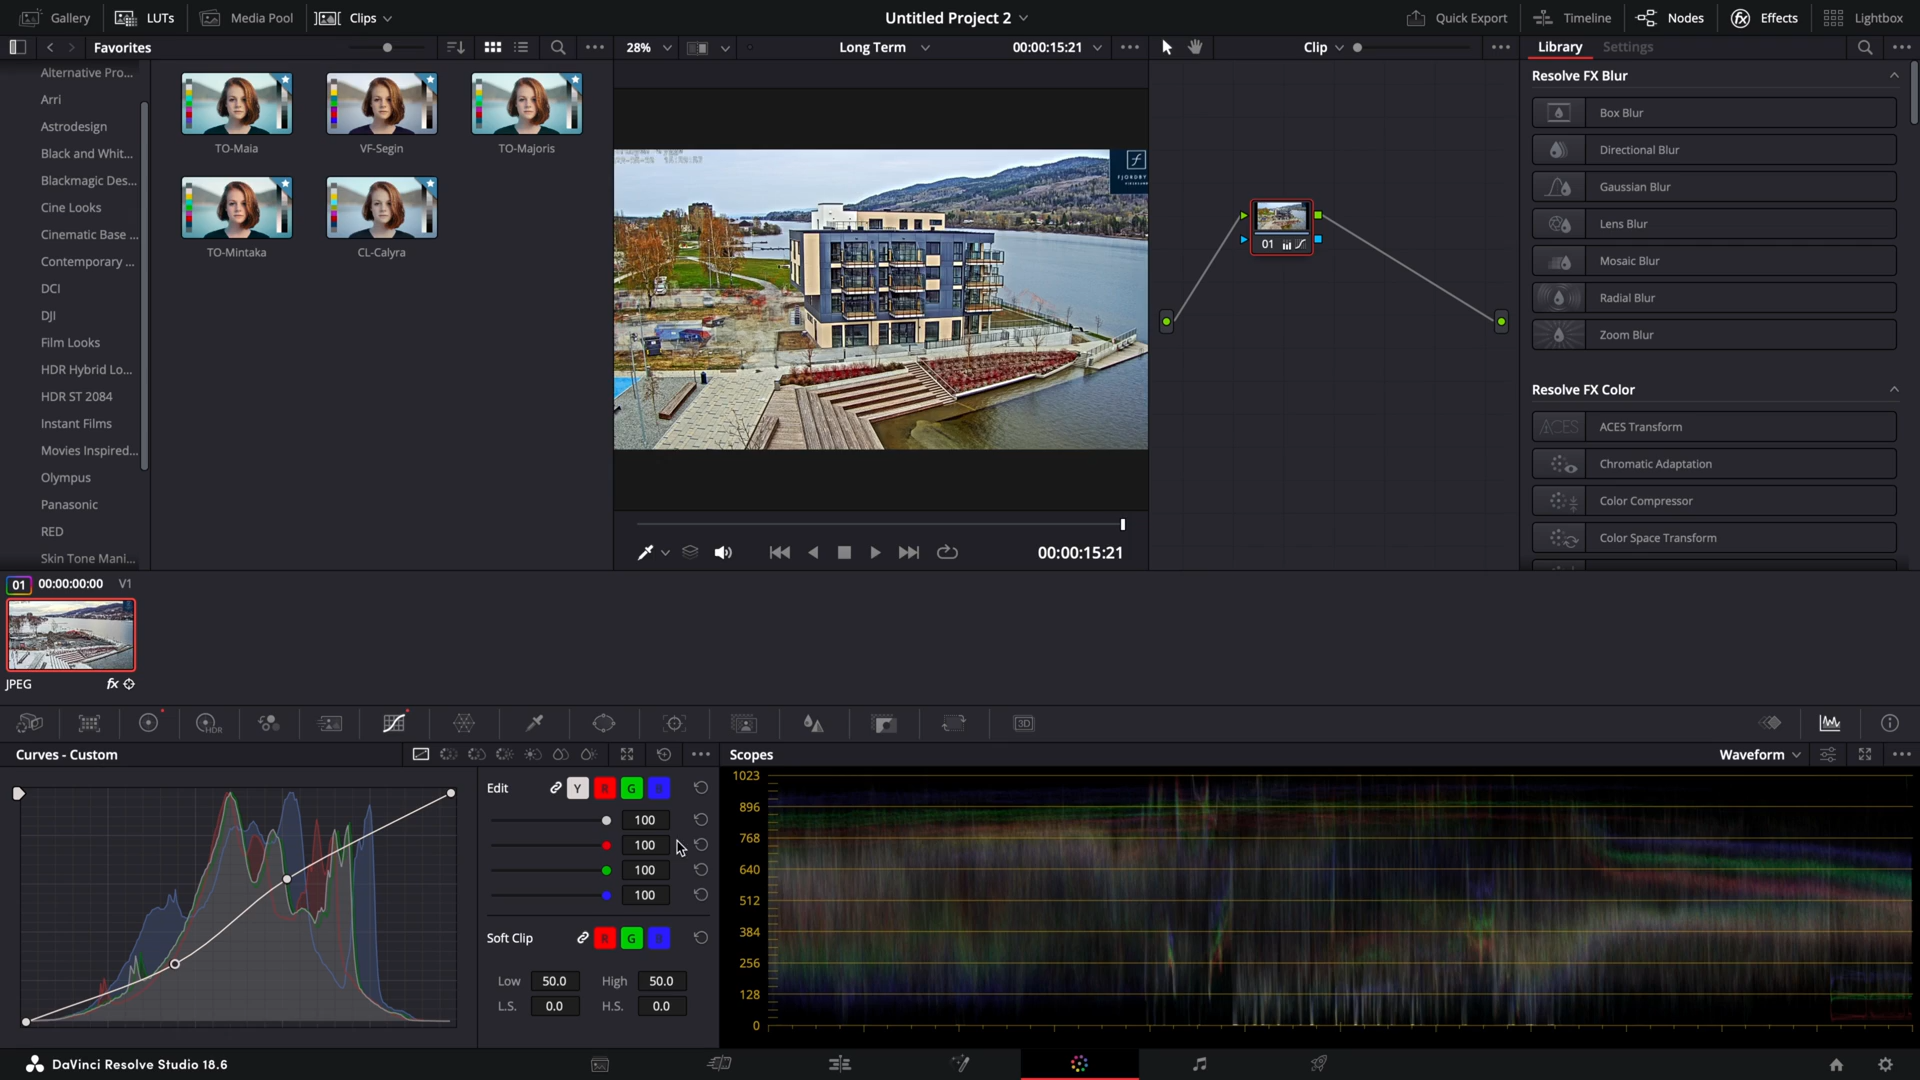 Gallery LUTs Media Pool Clips Untitled Project 2 Quick Export Timeline Nodes Effects Lightbox
Favorites 28% Long Term 00:00:15:21 Clip Library Settings
Alternative Pro...
Arri
Astrodesign
Black and Whit...
Blackmagic Des...
Cine Looks
Cinematic Base ...
Contemporary ...
DCI
DJI
Film Looks
HDR Hybrid Lo...
HDR ST 2084
Instant Films
Movies Inspired...
Olympus
Panasonic
RED
Skin Tone Mani...
TO-Maia VF-Segin TO-Majoris
TO-Mintaka CL-Calyra
FJORDBY
00:00:15:21
01
Resolve FX Blur
Box Blur
Directional Blur
Gaussian Blur
Lens Blur
Mosaic Blur
Radial Blur
Zoom Blur
Resolve FX Color
ACES ACES Transform
Chromatic Adaptation
Color Compressor
Color Space Transform
01 00:00:00:00 V1
JPEG fx
HDR 3D
Curves - Custom
Edit Y R G B
100
100
100
100
Soft Clip R G B
Low 50.0 High 50.0
L.S. 0.0 H.S. 0.0
Scopes Waveform
1023
896
768
640
512
384
256
128
0
DaVinci Resolve Studio 18.6